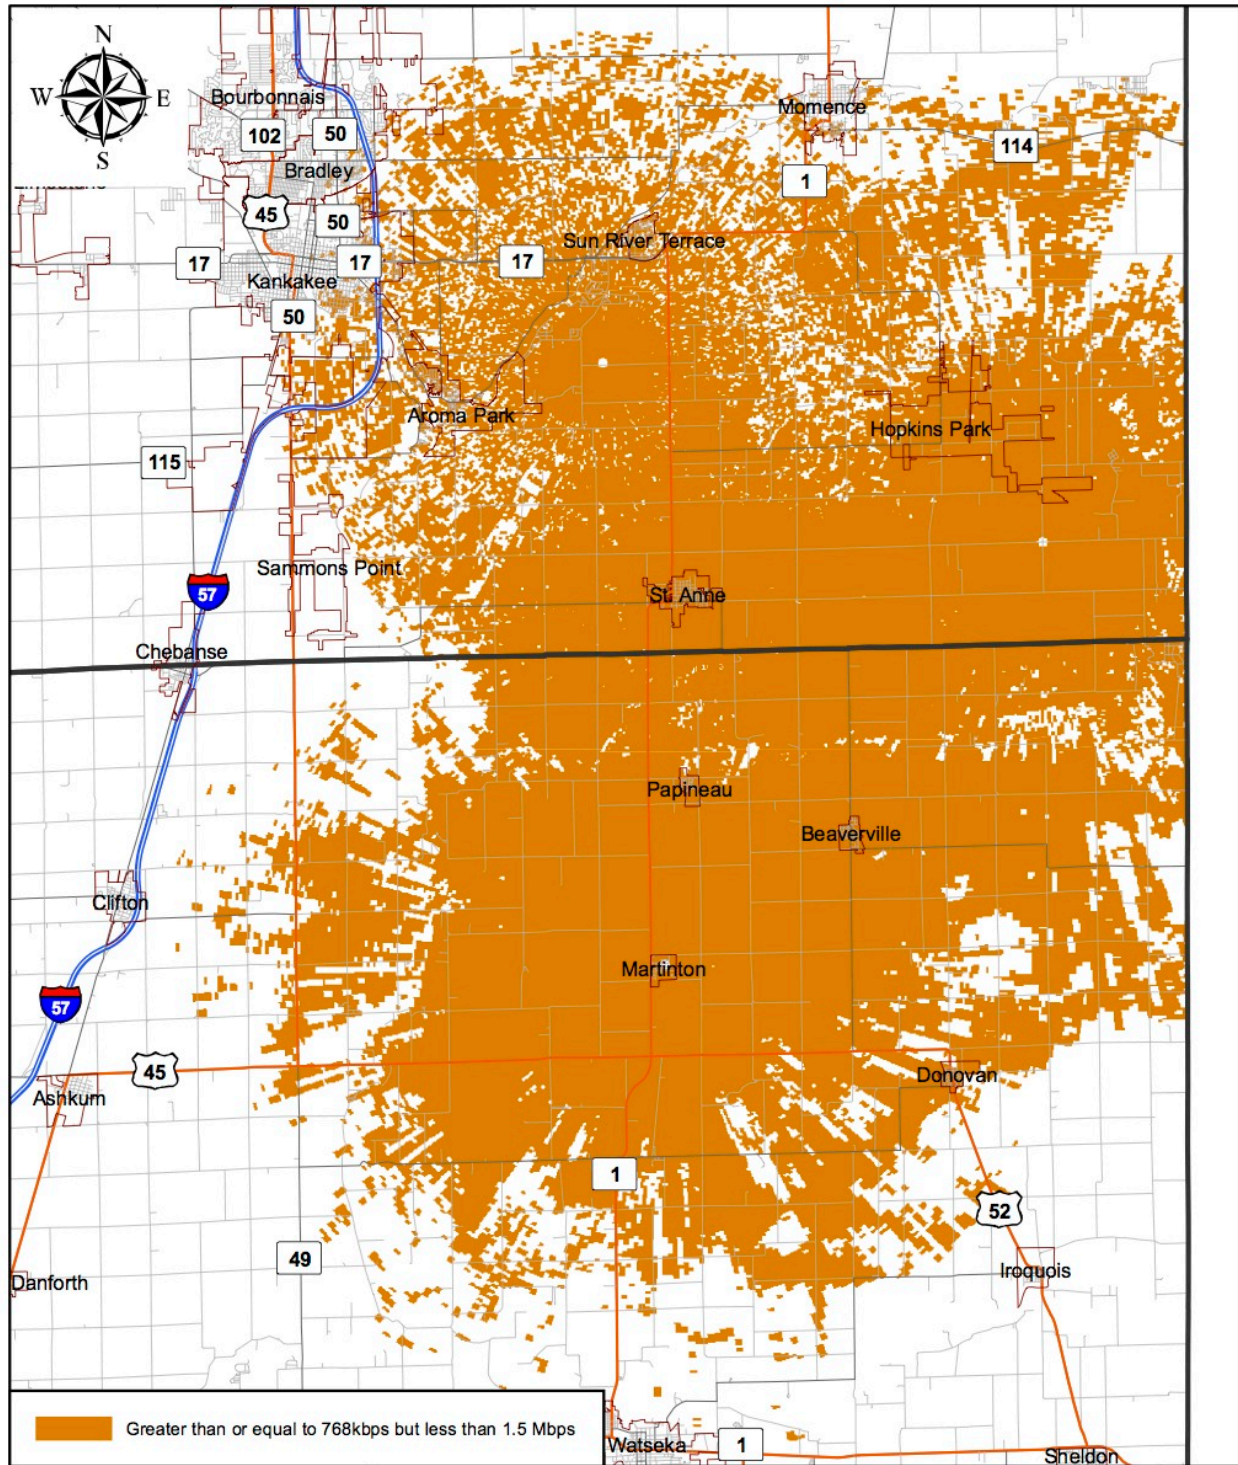 N
W
E
S
Bourbonnais
Momence
102
50
114
Bradley
1
45
50
Sun River Terrace
17
17
17
Kankakee
50
Aroma Park
Hopkins Park
115
Sammons Point
57
St. Anne
Chebanse
Papineau
Beaverville
Clifton
Martinton
57
45
Donovan
Ashkum
1
52
49
Iroquois
Danforth
Greater than or equal to 768kbps but less than 1.5 Mbps
Watseka
1
Sheldon